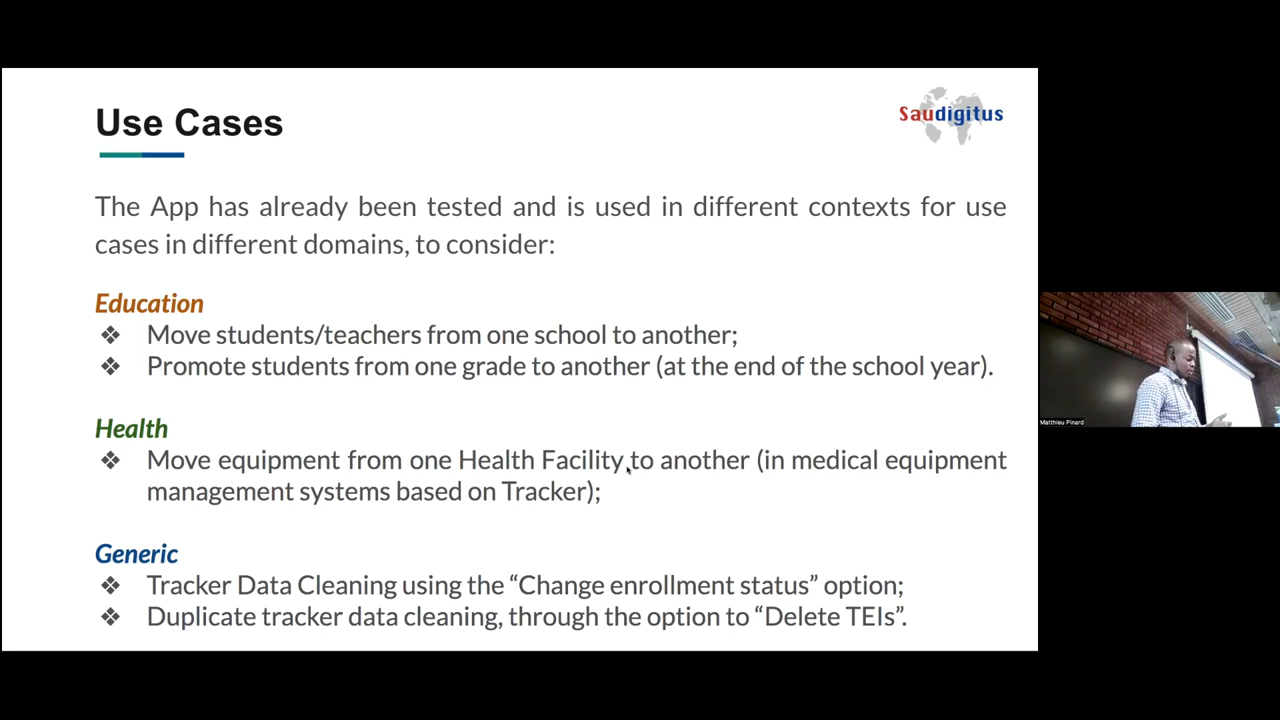 Use Cases
Saudigitus
The App has already been tested and is used in different contexts for use
cases in different domains, to consider:
Education
❖ Move students/teachers from one school to another;
❖ Promote students from one grade to another (at the end of the school year).
Health
❖ Move equipment from one Health Facility to another (in medical equipment
management systems based on Tracker);
Generic
❖ Tracker Data Cleaning using the “Change enrollment status” option;
❖ Duplicate tracker data cleaning, through the option to “Delete TEIs”.
Matthieu Pinard